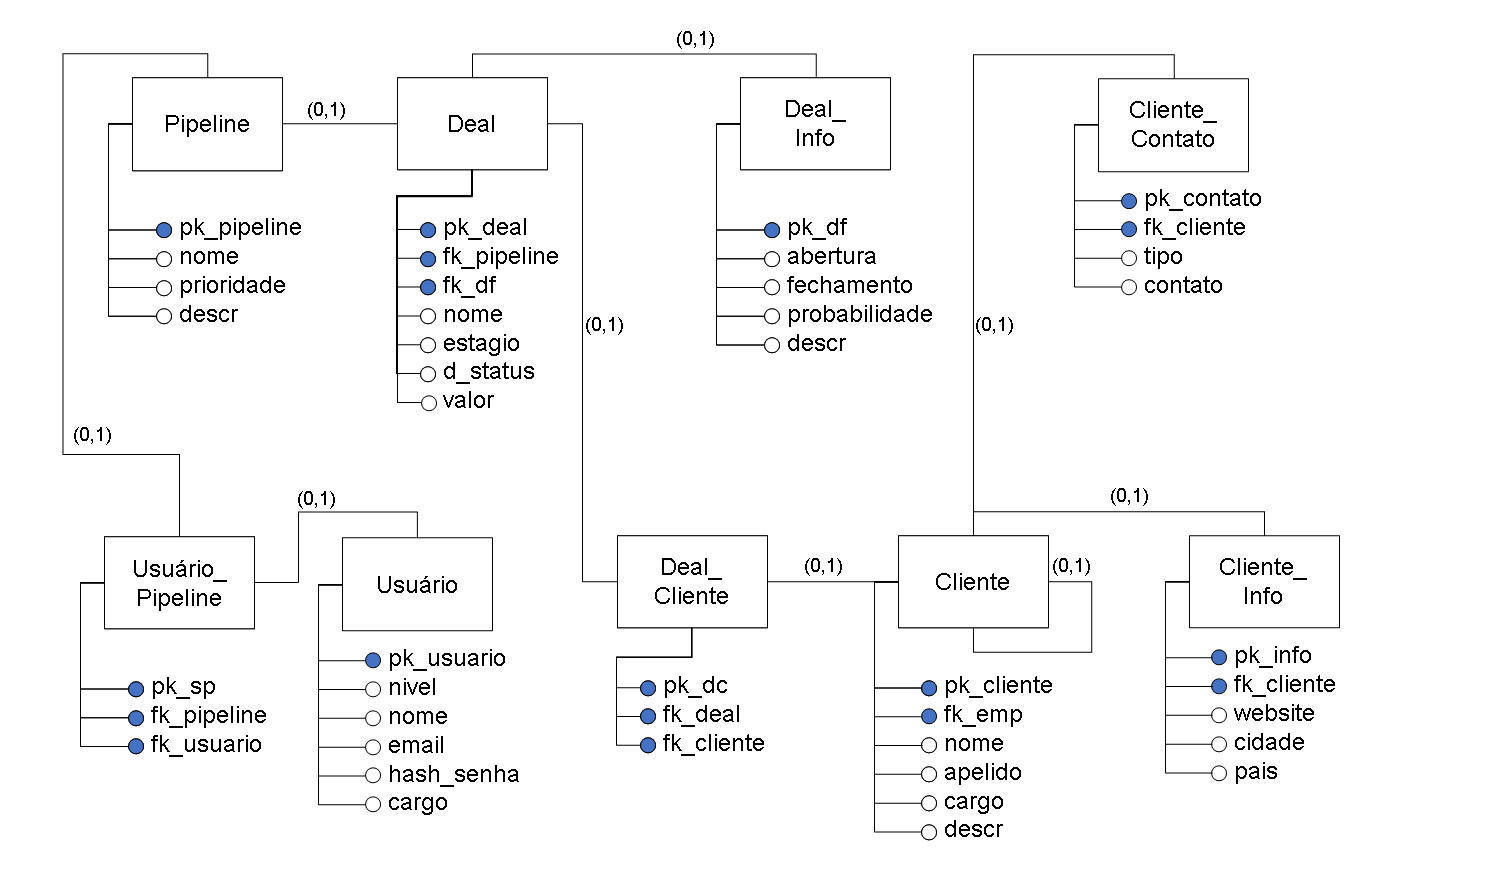 (0,1)
Pipeline
(0,1)
Deal
Deal_
Info
Cliente_
Contato
pk_pipeline
nome
prioridade
descr
pk_deal
fk_pipeline
fk_df
nome
estagio
d_status
valor
(0,1)
pk_df
abertura
fechamento
probabilidade
descr
pk_contato
fk_cliente
tipo
contato
(0,1)
(0,1)
(0,1)
(0,1)
Usuário_
Pipeline
Usuário
Deal_
Cliente
(0,1)
Cliente
(0,1)
Cliente_
Info
pk_sp
fk_pipeline
fk_usuario
pk_usuario
nivel
nome
email
hash_senha
cargo
pk_dc
fk_deal
fk_cliente
pk_cliente
fk_emp
nome
apelido
cargo
descr
pk_info
fk_cliente
website
cidade
pais